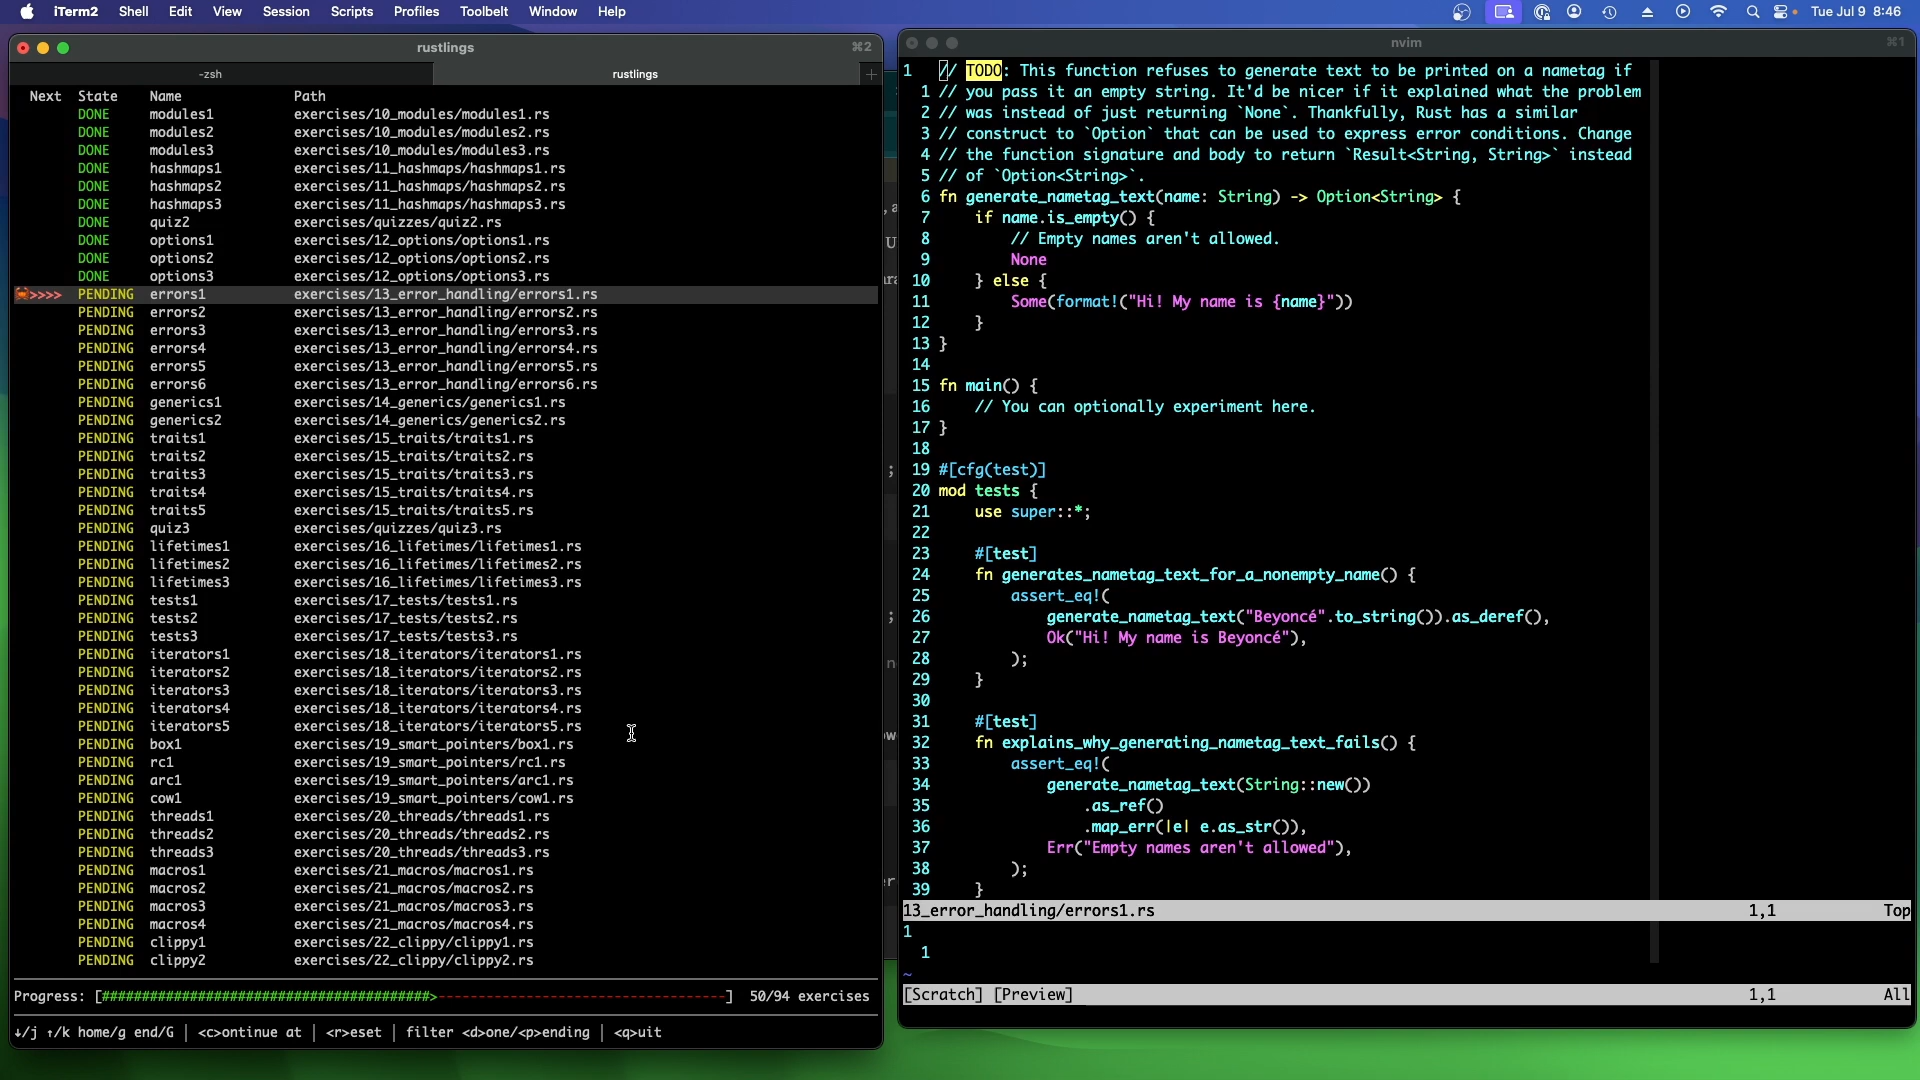 iTerm2 Shell Edit View Session Scripts Profiles Toolbelt Window Help Tue Jul 9 8:46
rustlings ⌘2
-zsh rustlings +
Next State Name Path
DONE modules1 exercises/10_modules/modules1.rs
DONE modules2 exercises/10_modules/modules2.rs
DONE modules3 exercises/10_modules/modules3.rs
DONE hashmaps1 exercises/11_hashmaps/hashmaps1.rs
DONE hashmaps2 exercises/11_hashmaps/hashmaps2.rs
DONE hashmaps3 exercises/11_hashmaps/hashmaps3.rs
DONE quiz2 exercises/quizzes/quiz2.rs
DONE options1 exercises/12_options/options1.rs
DONE options2 exercises/12_options/options2.rs
DONE options3 exercises/12_options/options3.rs
🦀>>>> PENDING errors1 exercises/13_error_handling/errors1.rs
PENDING errors2 exercises/13_error_handling/errors2.rs
PENDING errors3 exercises/13_error_handling/errors3.rs
PENDING errors4 exercises/13_error_handling/errors4.rs
PENDING errors5 exercises/13_error_handling/errors5.rs
PENDING errors6 exercises/13_error_handling/errors6.rs
PENDING generics1 exercises/14_generics/generics1.rs
PENDING generics2 exercises/14_generics/generics2.rs
PENDING traits1 exercises/15_traits/traits1.rs
PENDING traits2 exercises/15_traits/traits2.rs
PENDING traits3 exercises/15_traits/traits3.rs
PENDING traits4 exercises/15_traits/traits4.rs
PENDING traits5 exercises/15_traits/traits5.rs
PENDING quiz3 exercises/quizzes/quiz3.rs
PENDING lifetimes1 exercises/16_lifetimes/lifetimes1.rs
PENDING lifetimes2 exercises/16_lifetimes/lifetimes2.rs
PENDING lifetimes3 exercises/16_lifetimes/lifetimes3.rs
PENDING tests1 exercises/17_tests/tests1.rs
PENDING tests2 exercises/17_tests/tests2.rs
PENDING tests3 exercises/17_tests/tests3.rs
PENDING iterators1 exercises/18_iterators/iterators1.rs
PENDING iterators2 exercises/18_iterators/iterators2.rs
PENDING iterators3 exercises/18_iterators/iterators3.rs
PENDING iterators4 exercises/18_iterators/iterators4.rs
PENDING iterators5 exercises/18_iterators/iterators5.rs
PENDING box1 exercises/19_smart_pointers/box1.rs
PENDING rc1 exercises/19_smart_pointers/rc1.rs
PENDING arc1 exercises/19_smart_pointers/arc1.rs
PENDING cow1 exercises/19_smart_pointers/cow1.rs
PENDING threads1 exercises/20_threads/threads1.rs
PENDING threads2 exercises/20_threads/threads2.rs
PENDING threads3 exercises/20_threads/threads3.rs
PENDING macros1 exercises/21_macros/macros1.rs
PENDING macros2 exercises/21_macros/macros2.rs
PENDING macros3 exercises/21_macros/macros3.rs
PENDING macros4 exercises/21_macros/macros4.rs
PENDING clippy1 exercises/22_clippy/clippy1.rs
PENDING clippy2 exercises/22_clippy/clippy2.rs
Progress: [#########################################>------------------------------------] 50/94 exercises
↓/j ↑/k home/g end/G | <c>ontinue at | <r>eset | filter <d>one/<p>ending | <q>uit
nvim ⌘1
1 // TODO: This function refuses to generate text to be printed on a nametag if
1 // you pass it an empty string. It'd be nicer if it explained what the problem
2 // was instead of just returning `None`. Thankfully, Rust has a similar
3 // construct to `Option` that can be used to express error conditions. Change
4 // the function signature and body to return `Result<String, String>` instead
5 // of `Option<String>`.
6 fn generate_nametag_text(name: String) -> Option<String> {
7 if name.is_empty() {
8 // Empty names aren't allowed.
9 None
10 } else {
11 Some(format!("Hi! My name is {name}"))
12 }
13 }
14
15 fn main() {
16 // You can optionally experiment here.
17 }
18
19 #[cfg(test)]
20 mod tests {
21 use super::*;
22
23 #[test]
24 fn generates_nametag_text_for_a_nonempty_name() {
25 assert_eq!(
26 generate_nametag_text("Beyoncé".to_string()).as_deref(),
27 Ok("Hi! My name is Beyoncé"),
28 );
29 }
30
31 #[test]
32 fn explains_why_generating_nametag_text_fails() {
33 assert_eq!(
34 generate_nametag_text(String::new())
35 .as_ref()
36 .map_err(|e| e.as_str()),
37 Err("Empty names aren't allowed"),
38 );
39 }
13_error_handling/errors1.rs 1,1 Top
1
1
~
[Scratch] [Preview] 1,1 All